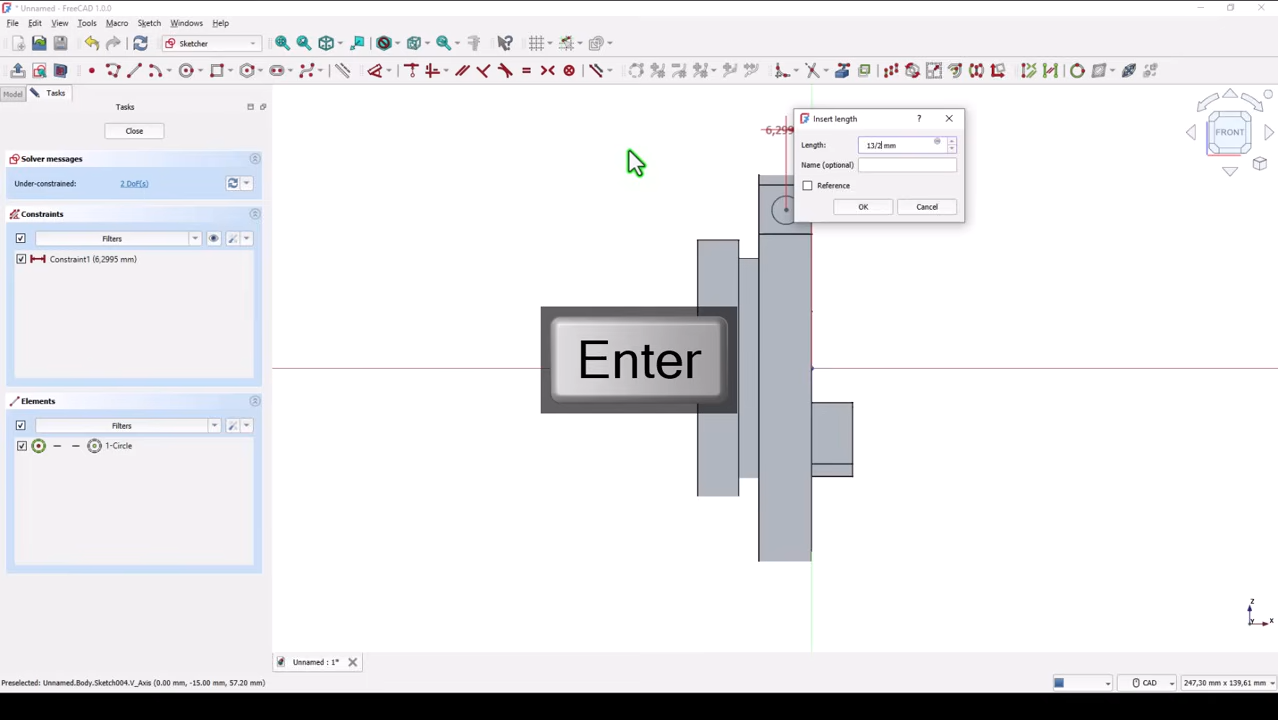 * Unnamed - FreeCAD 1.0.0
File Edit View Tools Macro Sketch Windows Help
Sketcher
Model Tasks
Tasks
Close
Solver messages
Under-constrained: 2 DoF(s)
Constraints
Filters
Constraint1 (6,2995 mm)
Elements
Filters
1-Circle
6,299
Insert length
?
Length: 13/2 mm
Name (optional)
Reference
OK Cancel
FRONT
Enter
Z
Y X
Unnamed : 1*
Preselected: Unnamed.Body.Sketch004.V_Axis (0.00 mm, -15.00 mm, 57.20 mm)
CAD
247,30 mm x 139,61 mm